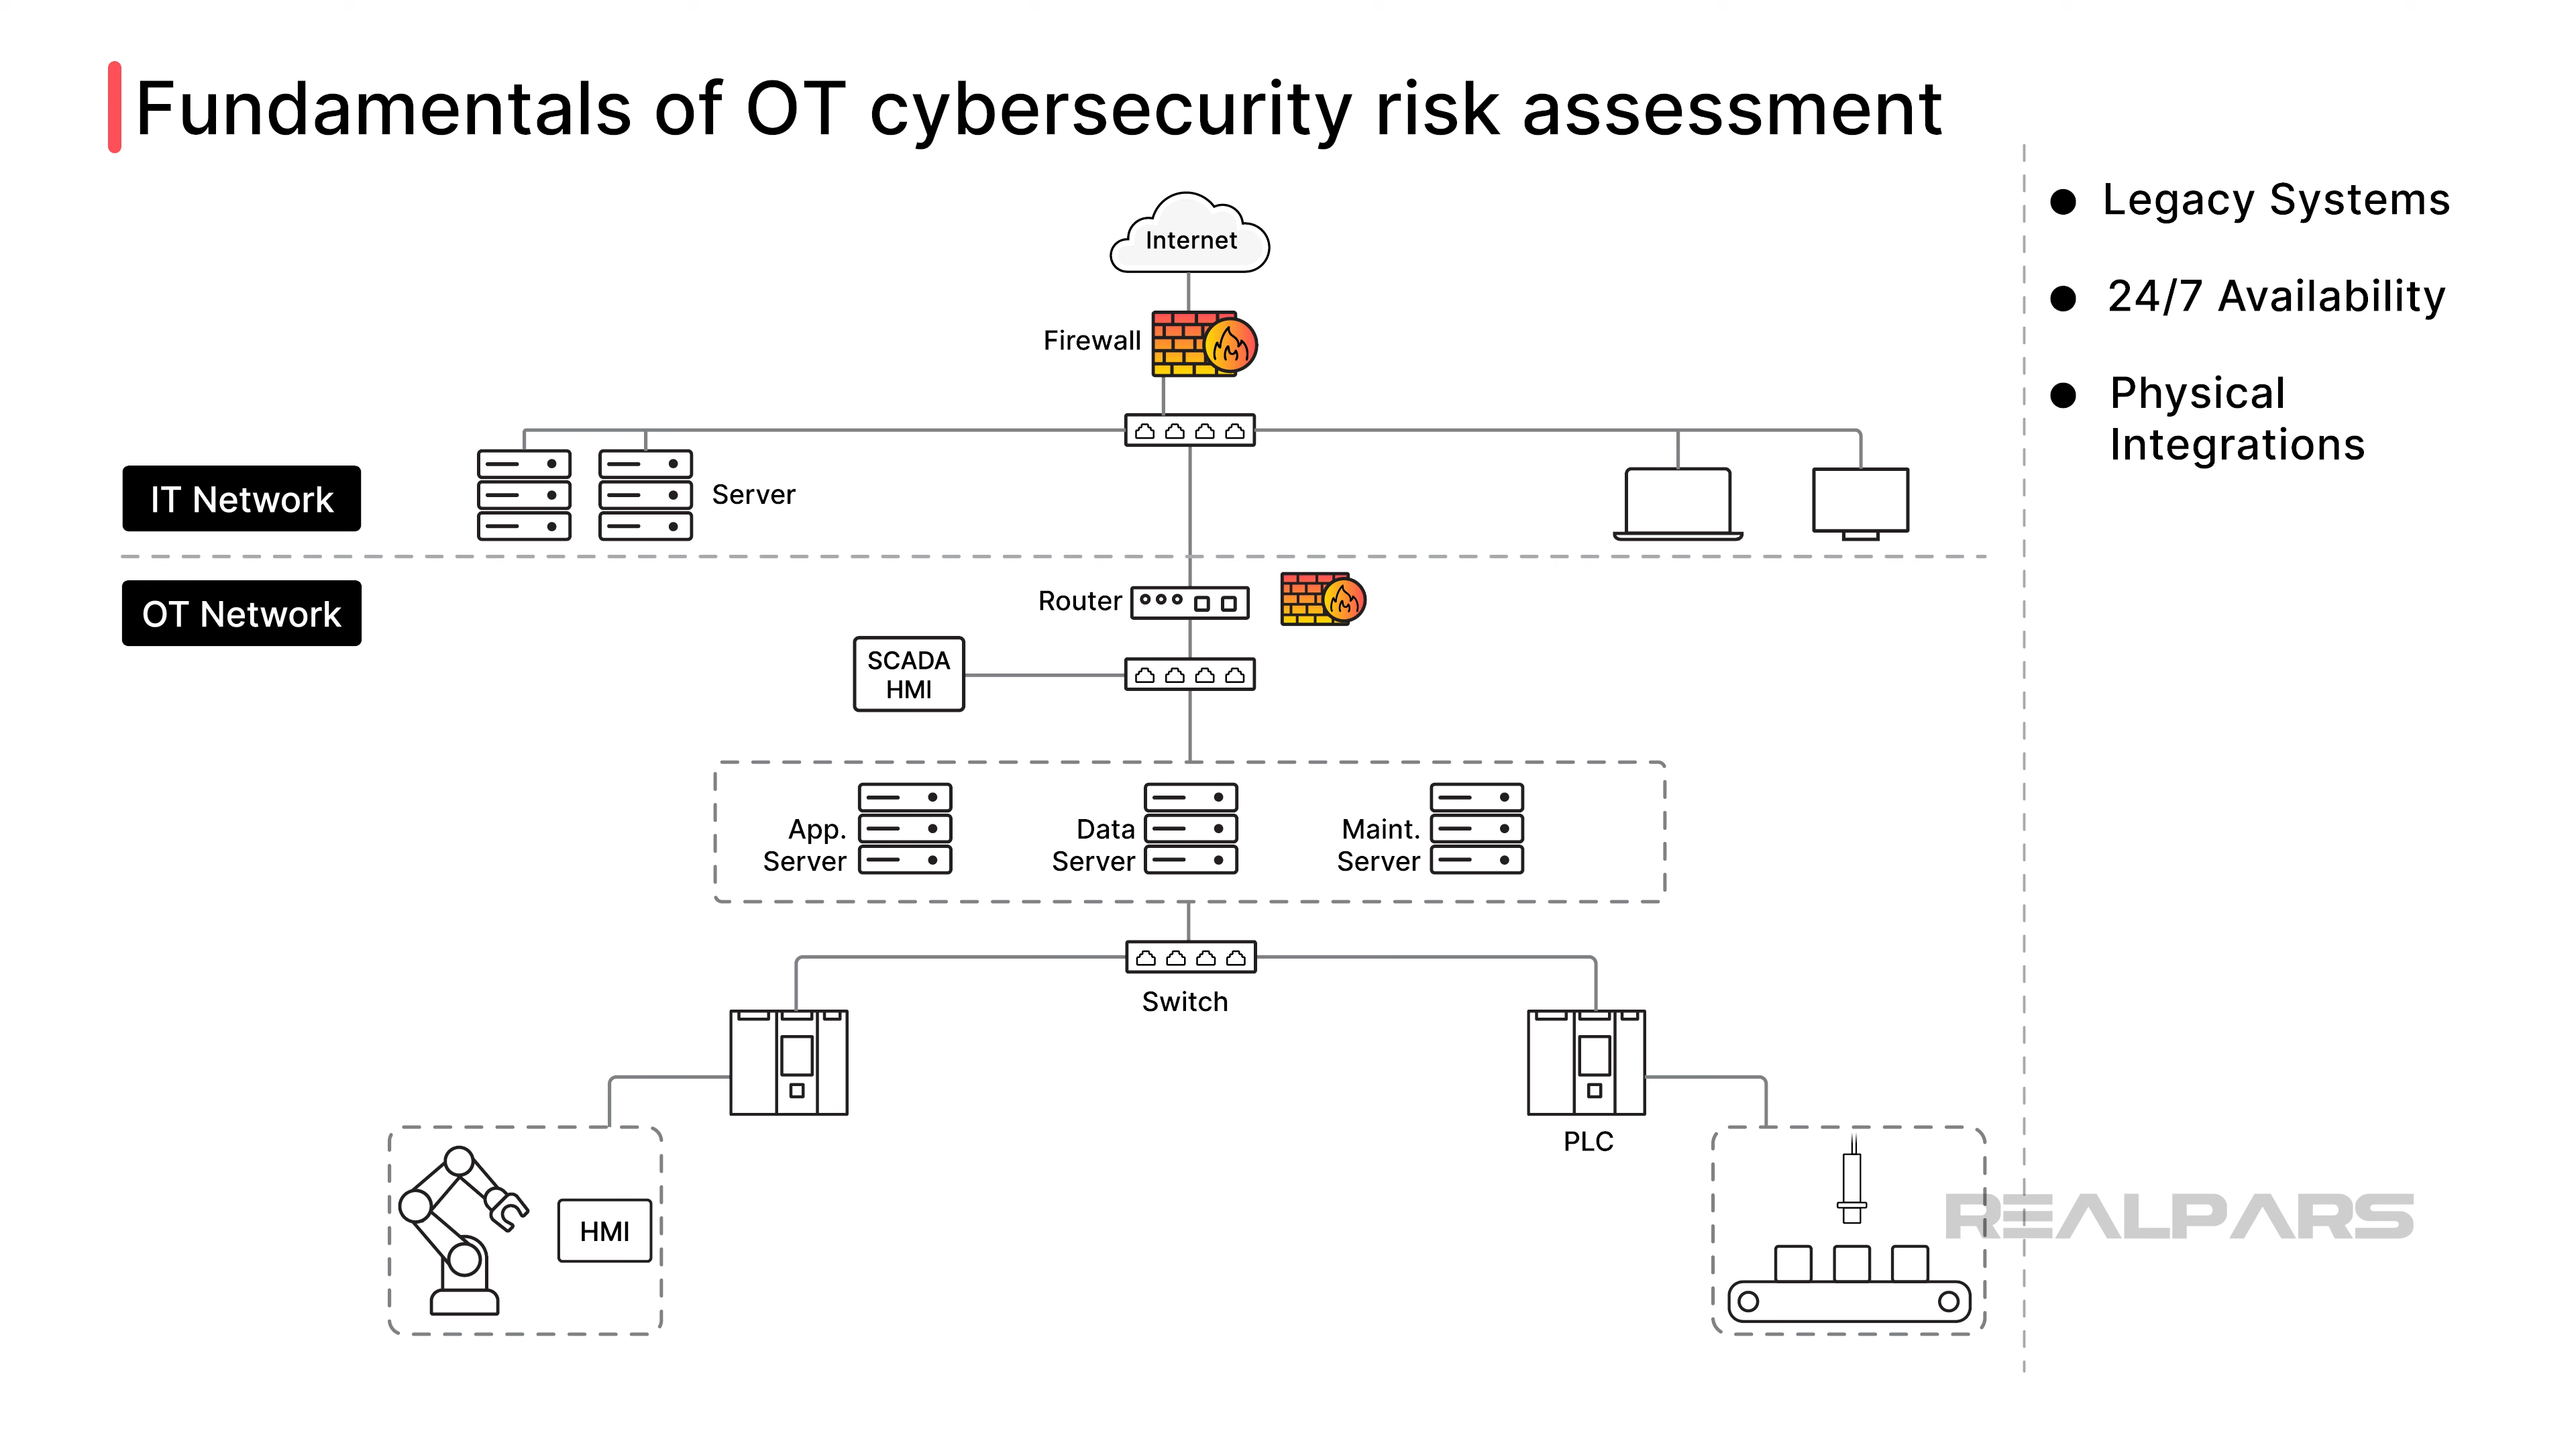 Fundamentals of OT cybersecurity risk assessment
Legacy Systems
24/7 Availability
Physical
Integrations
Internet
Firewall
IT Network
Server
OT Network
Router
SCADA
HMI
App.
Server
Data
Server
Maint.
Server
Switch
PLC
HMI
REALPARS